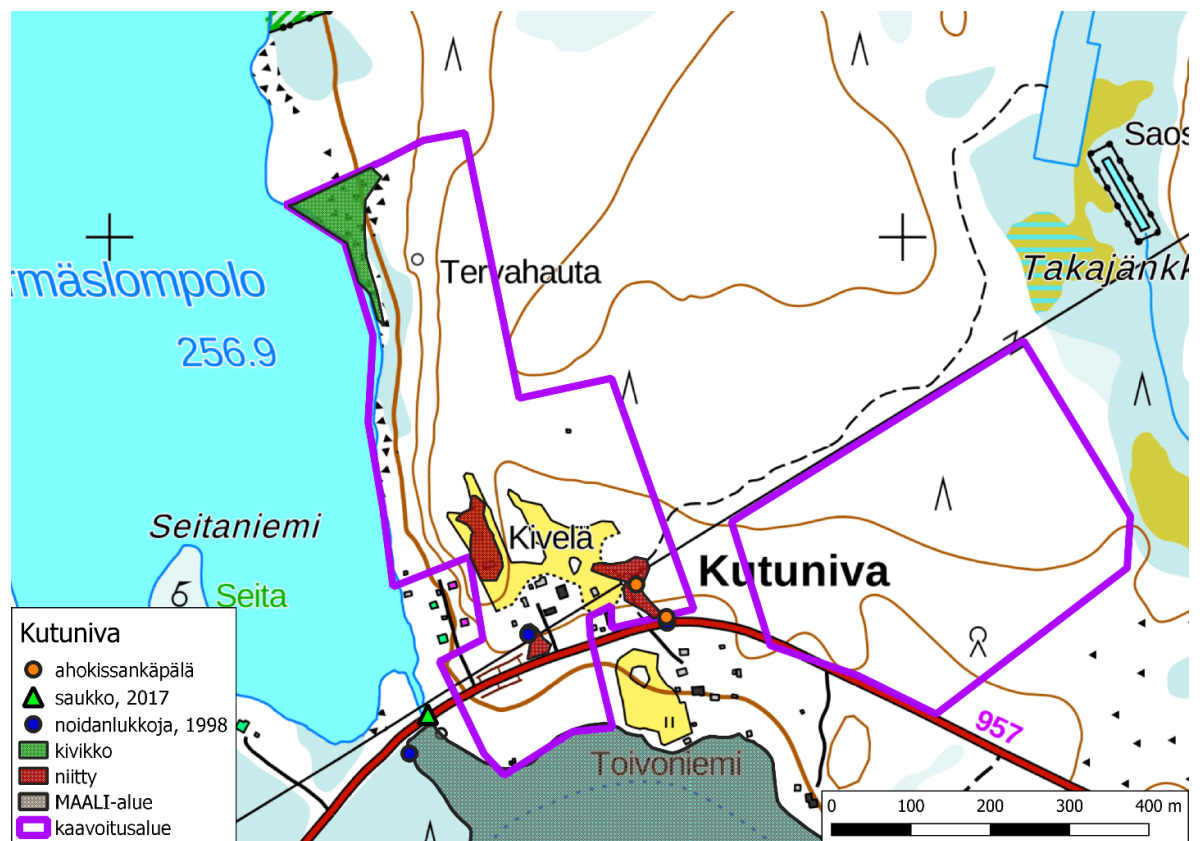 Saos
Takajänkk
Tervahauta
rmäslompolo
256.9
Seitaniemi
Seita
Kivelä
Kutuniva
957
Toivoniemi
Kutuniva
ahokissankäpälä
saukko, 2017
noidanlukkoja, 1998
kivikko
niitty
MAALI-alue
kaavoitusalue
0 100 200 300 400 m